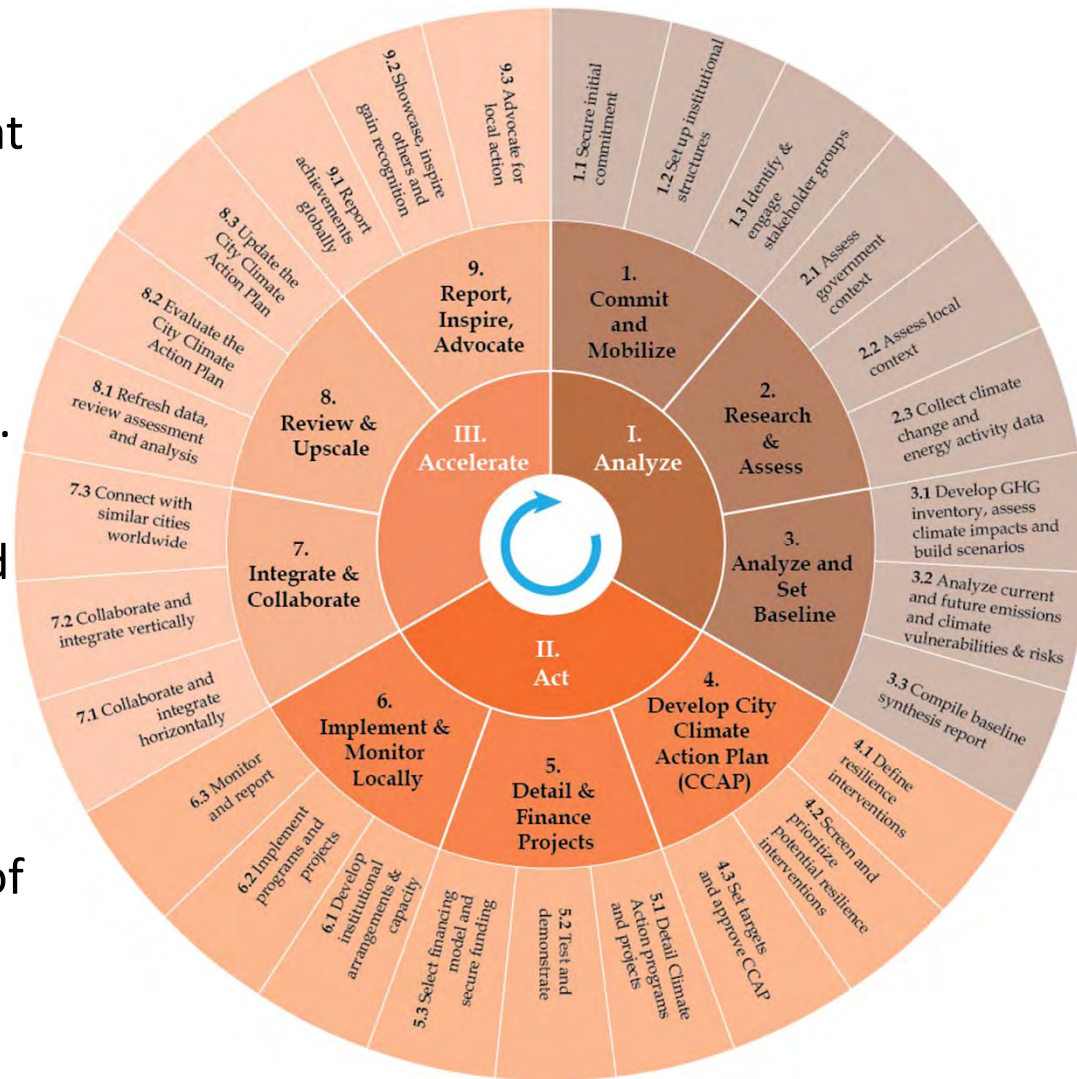 nt
.
d
of
I.
Analyze
II.
Act
III.
Accelerate
1.
Commit
and
Mobilize
2.
Research
&
Assess
3.
Analyze and
Set
Baseline
4.
Develop City
Climate
Action Plan
(CCAP)
5.
Detail &
Finance
Projects
6.
Implement &
Monitor
Locally
7.
Integrate &
Collaborate
8.
Review &
Upscale
9.
Report,
Inspire,
Advocate
1.1 Secure initial
commitment
1.2 Set up institutional
structures
1.3 Identify &
engage
stakeholder groups
2.1 Assess
government
context
2.2 Assess local
context
2.3 Collect climate
change and
energy activity data
3.1 Develop GHG
inventory, assess
climate impacts and
build scenarios
3.2 Analyze current
and future emissions
and climate
vulnerabilities & risks
3.3 Compile baseline
synthesis report
4.1 Define
resilience
interventions
4.2 Screen and
prioritize
potential resilience
interventions
4.3 Set targets
and approve CCAP
5.1 Detail Climate
Action programs
and projects
5.2 Test and
demonstrate
5.3 Select financing
model and
secure funding
6.1 Develop
institutional
arrangements &
capacity
6.2 Implement
programs and
projects
6.3 Monitor
and report
7.1 Collaborate and
integrate
horizontally
7.2 Collaborate and
integrate vertically
7.3 Connect with
similar cities
worldwide
8.1 Refresh data,
review assessment
and analysis
8.2 Evaluate the
City Climate
Action Plan
8.3 Update the
City Climate
Action Plan
9.1 Report
achievements
globally
9.2 Showcase, inspire
others and
gain recognition
9.3 Advocate for
local action